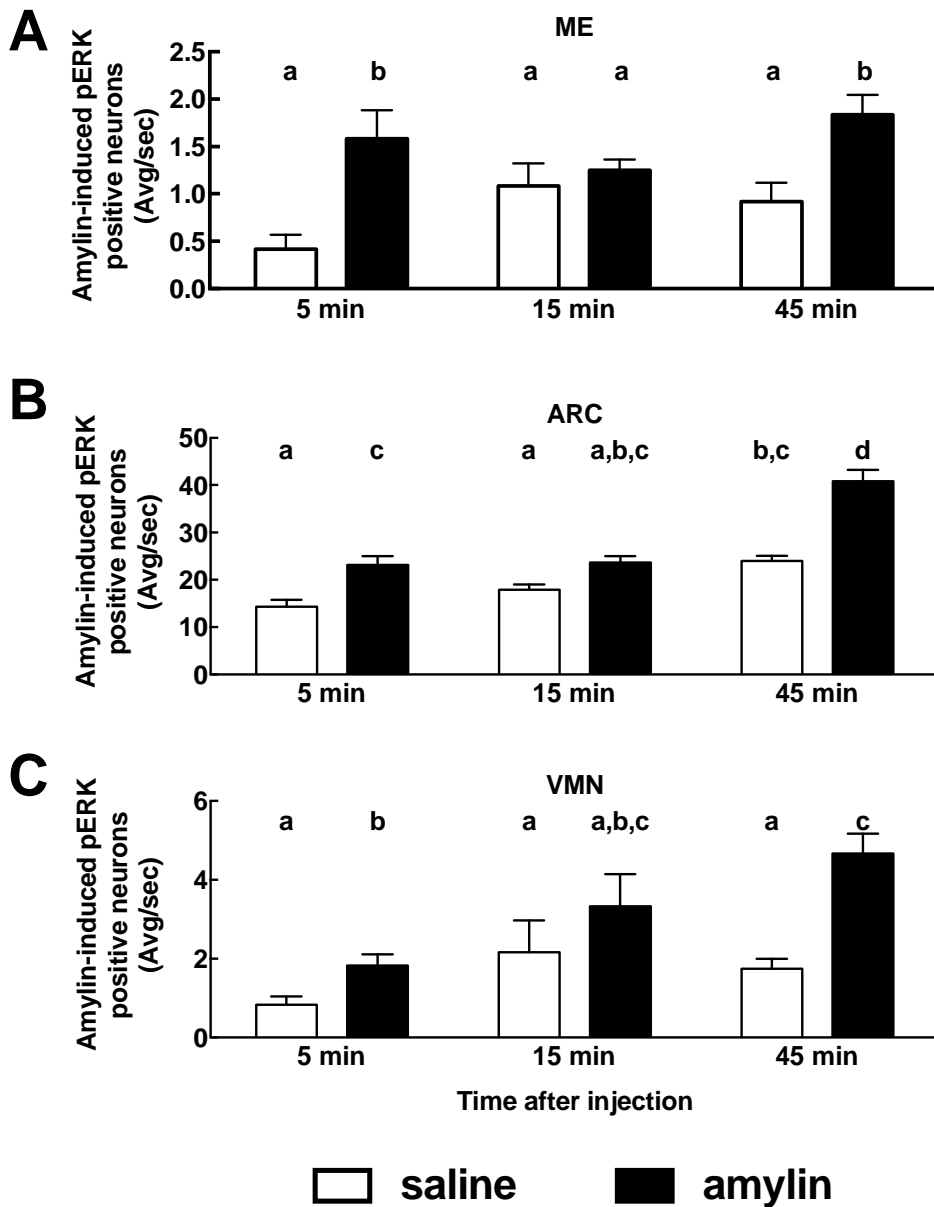 A
ME
Amylin-induced pERK
positive neurons
(Avg/sec)
2.5
2.0
1.5
1.0
0.5
0.0
a b a a a b
5 min 15 min 45 min
B
ARC
Amylin-induced pERK
positive neurons
(Avg/sec)
50
40
30
20
10
0
a c a a,b,c b,c d
5 min 15 min 45 min
C
VMN
Amylin-induced pERK
positive neurons
(Avg/sec)
6
4
2
0
a b a a,b,c a c
5 min 15 min 45 min
Time after injection
saline amylin